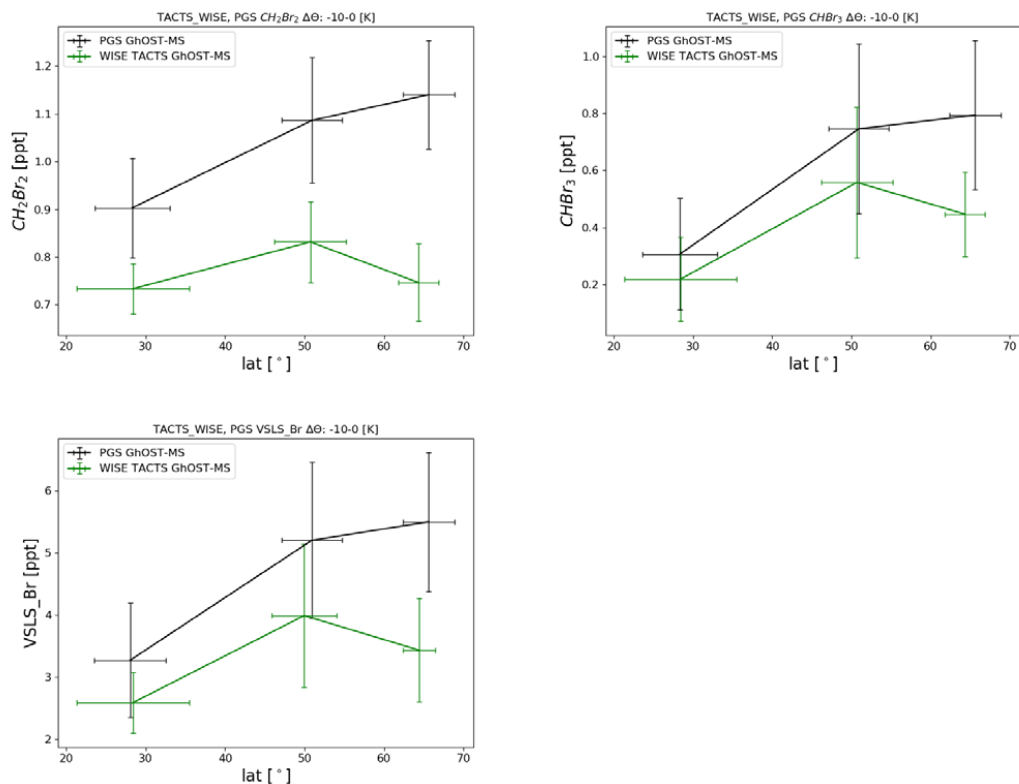 TACTS_WISE, PGS CH₂Br₂ ΔΘ: -10-0 [K]
PGS GhOST-MS
WISE TACTS GhOST-MS
1.2
1.1
1.0
0.9
0.8
0.7
CH₂Br₂ [ppt]
20 30 40 50 60 70
lat [°]
TACTS_WISE, PGS CHBr₃ ΔΘ: -10-0 [K]
PGS GhOST-MS
WISE TACTS GhOST-MS
1.0
0.8
0.6
0.4
0.2
CHBr₃ [ppt]
20 30 40 50 60 70
lat [°]
TACTS_WISE, PGS VSLS_Br ΔΘ: -10-0 [K]
PGS GhOST-MS
WISE TACTS GhOST-MS
6
5
4
3
2
VSLS_Br [ppt]
20 30 40 50 60 70
lat [°]